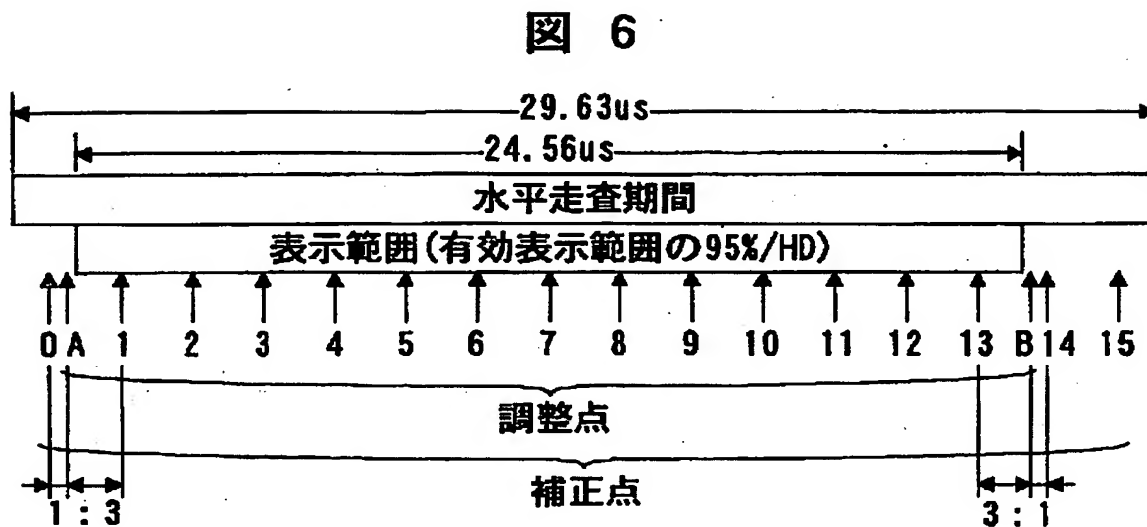 図 6
29.63us
24.56us
水平走査期間
表示範囲(有効表示範囲の95%/HD)
0 A 1 2 3 4 5 6 7 8 9 10 11 12 13 B 14 15
調整点
補正点
1 : 3 3 : 1